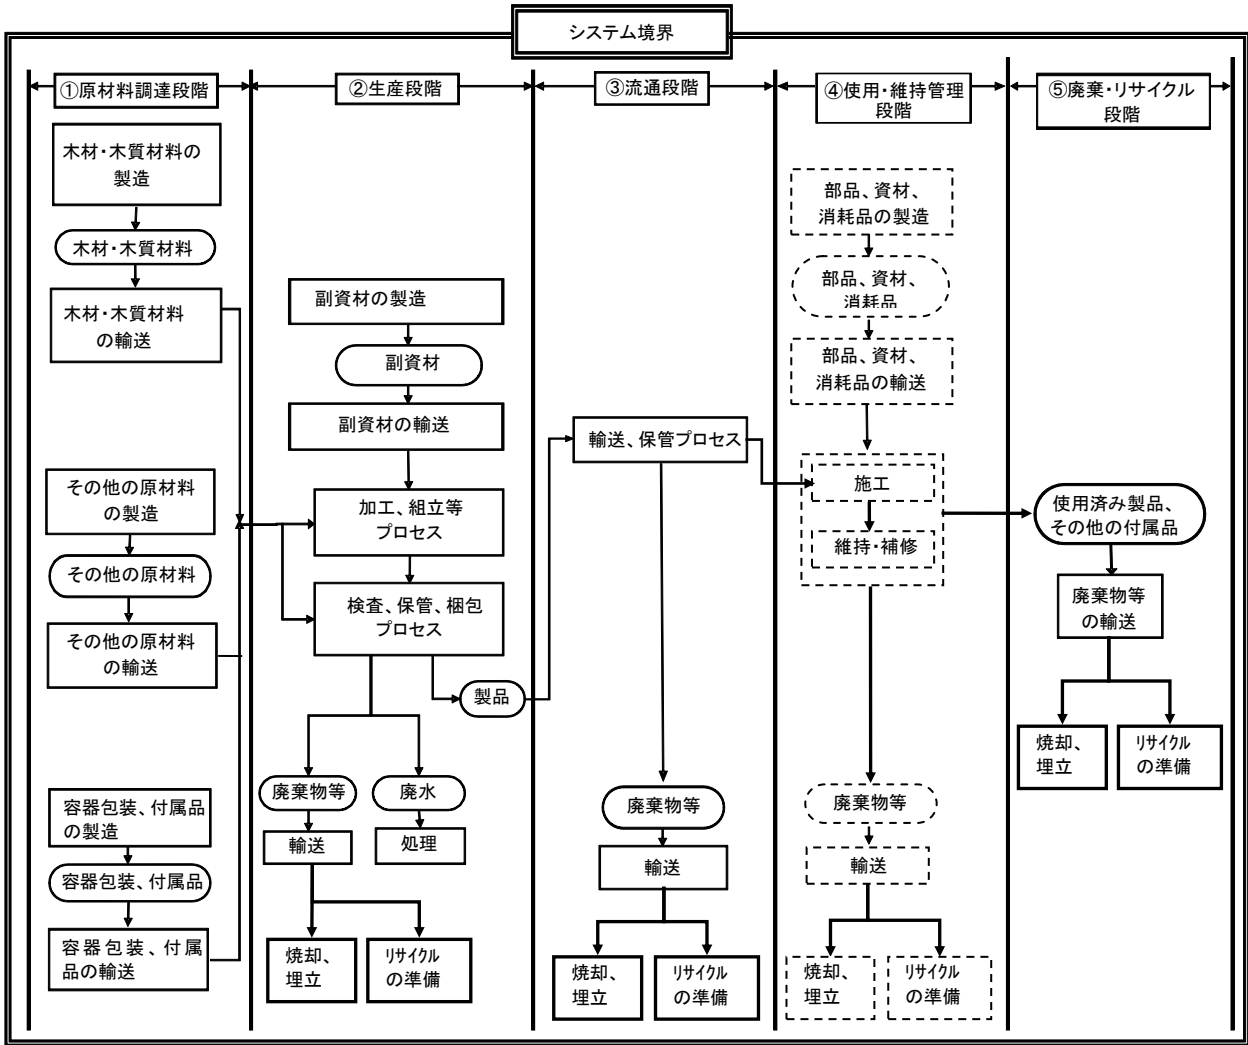 システム境界
①原材料調達段階
木材・木質材料の
製造
木材・木質材料
木材・木質材料
の輸送
その他の原材料
の製造
その他の原材料
その他の原材料
の輸送
容器包装、付属品
の製造
容器包装、付属品
容器包装、付属
品の輸送
②生産段階
副資材の製造
副資材
副資材の輸送
加工、組立等
プロセス
検査、保管、梱包
プロセス
製品
廃棄物等
廃水
輸送
処理
焼却、
埋立
リサイクル
の準備
③流通段階
輸送、保管プロセス
廃棄物等
輸送
焼却、
埋立
リサイクル
の準備
④使用・維持管理
段階
部品、資材、
消耗品の製造
部品、資材、
消耗品
部品、資材、
消耗品の輸送
施工
維持・補修
廃棄物等
輸送
焼却、
埋立
リサイクル
の準備
⑤廃棄・リサイクル
段階
使用済み製品、
その他の付属品
廃棄物等
の輸送
焼却、
埋立
リサイクル
の準備